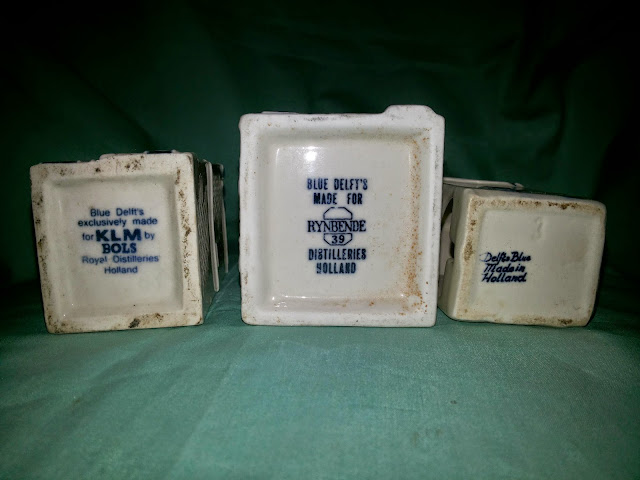 Blue Delft's
exclusively made
for KLM by
BOLS
Royal Distilleries
Holland
BLUE DELFT'S
MADE FOR
RYNBENDE
39
DISTILLERIES
HOLLAND
3
Delfts Blue
Made in
Holland.